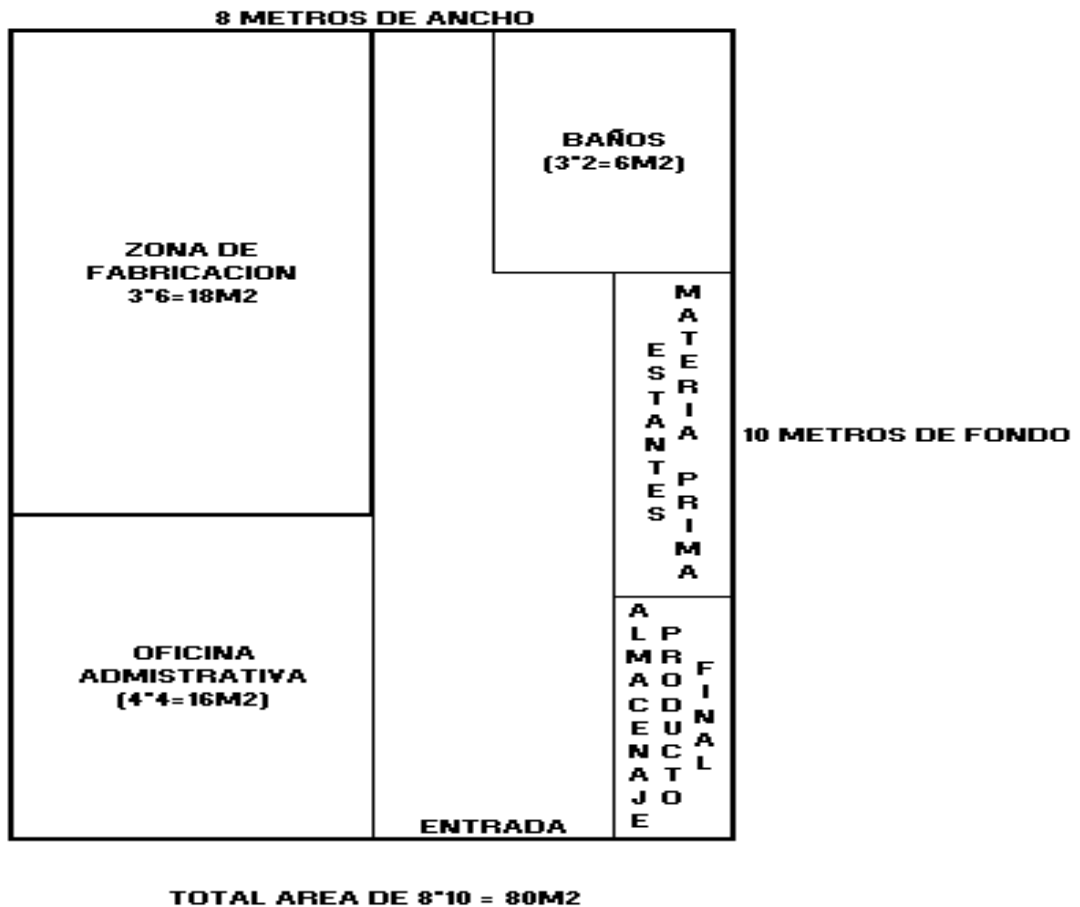 8 METROS DE ANCHO
BAÑOS
(3*2=6M2)
ZONA DE
FABRICACION
3*6=18M2
MATERIA PRIMA
ESTANTES
10 METROS DE FONDO
OFICINA
ADMISTRATIVA
(4*4=16M2)
ALMACENAJE
PRODUCTO
FINAL
ENTRADA
TOTAL AREA DE 8*10 = 80M2